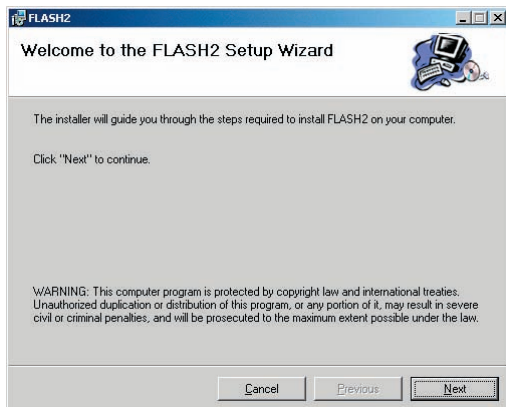 FLASH2
Welcome to the FLASH2 Setup Wizard
The installer will guide you through the steps required to install FLASH2 on your computer.
Click "Next" to continue.
WARNING: This computer program is protected by copyright law and international treaties.
Unauthorized duplication or distribution of this program, or any portion of it, may result in severe
civil or criminal penalties, and will be prosecuted to the maximum extent possible under the law.
Cancel
Previous
Next